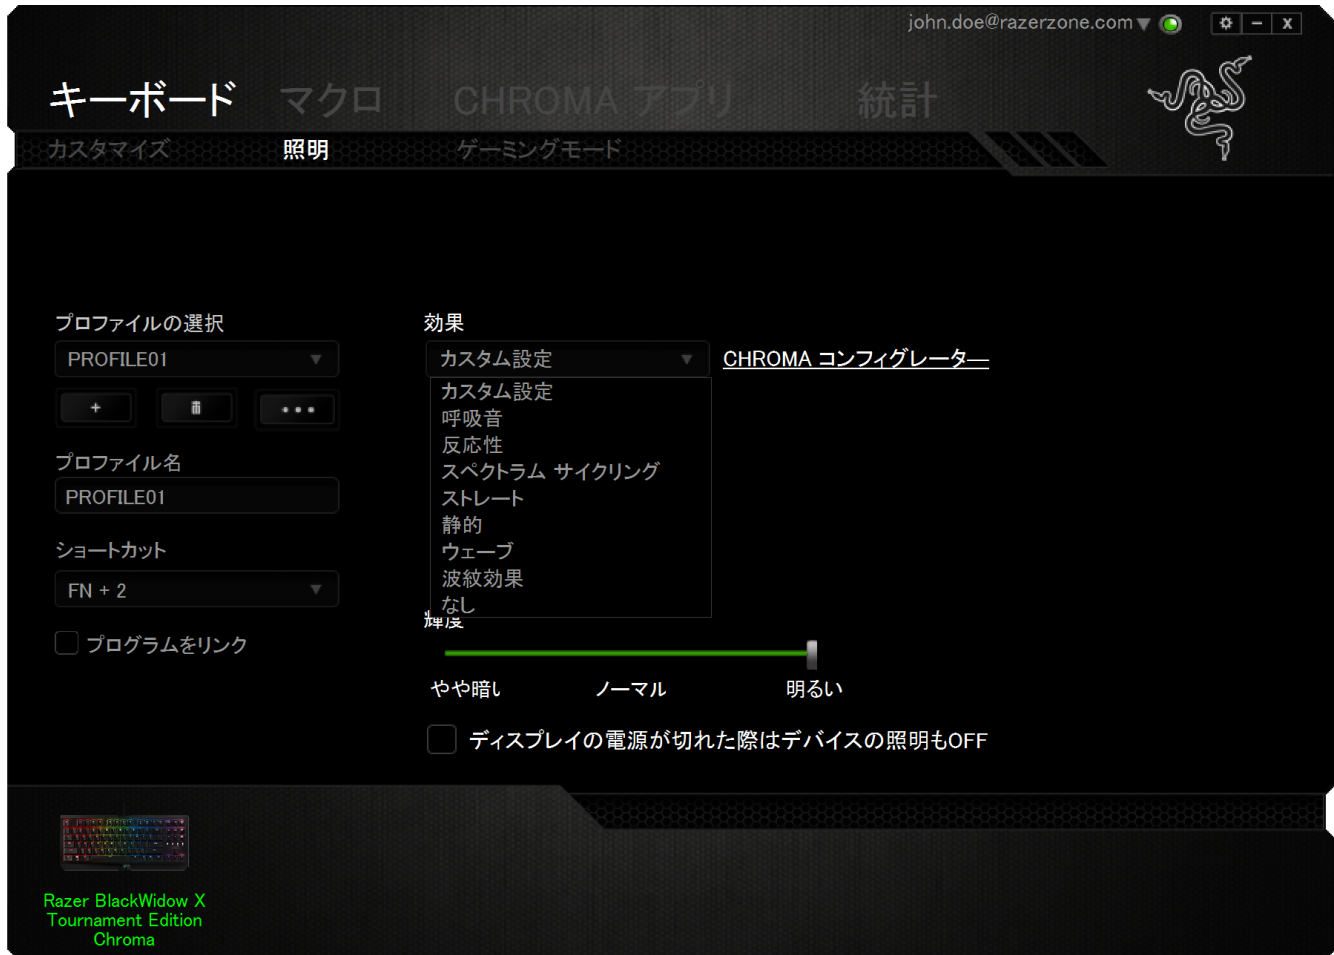 john.doe@razerzone.com
キーボード マクロ CHROMA アプリ 統計
カスタマイズ 照明 ゲーミングモード
プロファイルの選択
PROFILE01
プロファイル名
PROFILE01
ショートカット
FN + 2
プログラムをリンク
効果
カスタム設定
CHROMA コンフィグレーター
カスタム設定
呼吸音
反応性
スペクトラム サイクリング
ストレート
静的
ウェーブ
波紋効果
なし
輝度
やや暗い ノーマル 明るい
ディスプレイの電源が切れた際はデバイスの照明もOFF
Razer BlackWidow X
Tournament Edition
Chroma